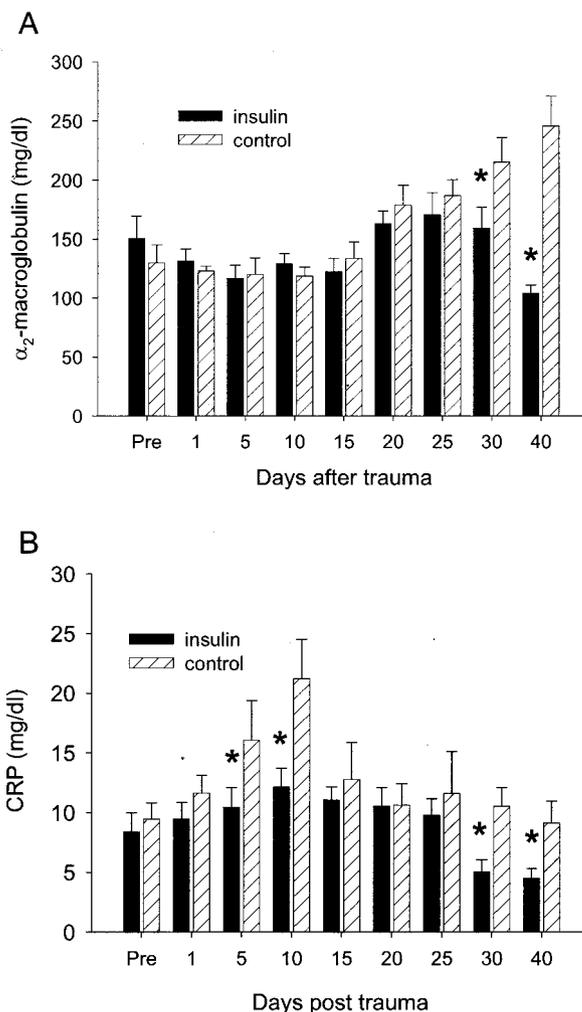 A
300
250
200
150
100
50
0
α2-macroglobulin (mg/dl)
insulin
control
*
*
Pre 1 5 10 15 20 25 30 40
Days after trauma
B
30
25
20
15
10
5
0
CRP (mg/dl)
insulin
control
*
*
*
*
Pre 1 5 10 15 20 25 30 40
Days post trauma